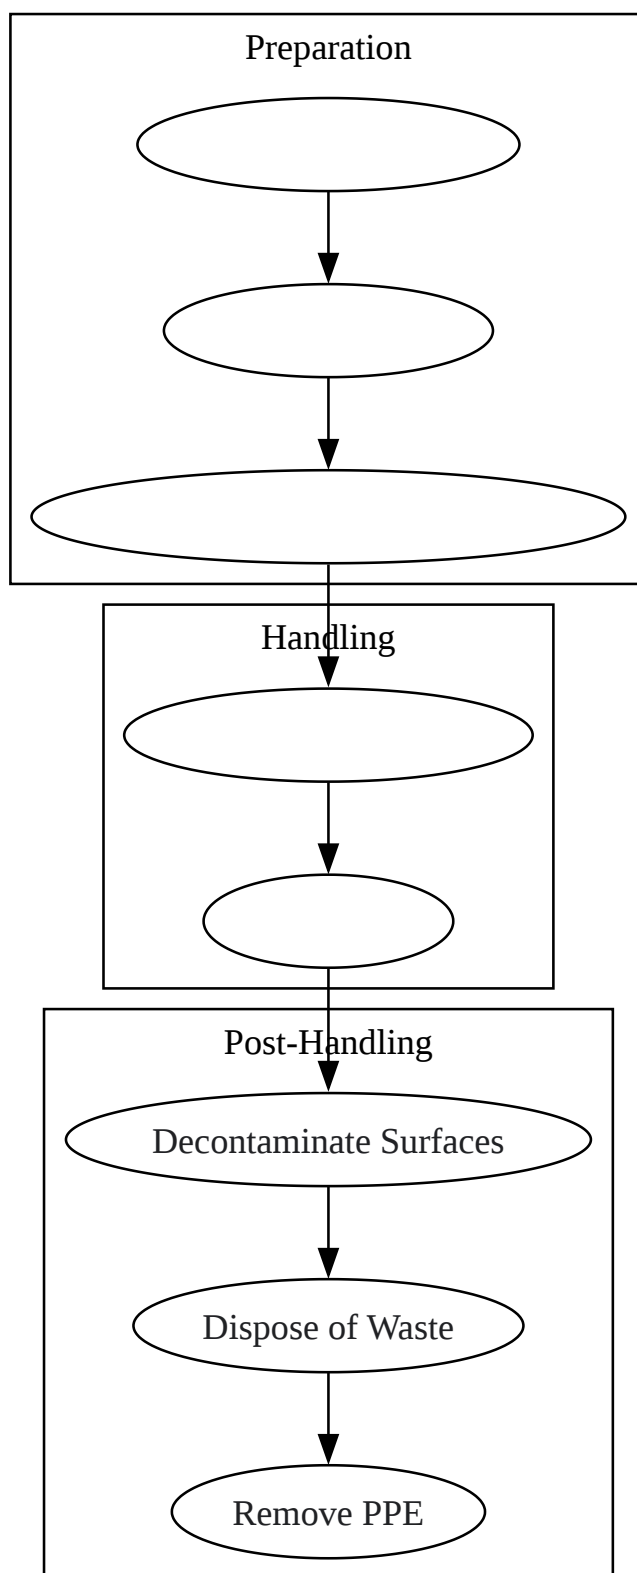 Preparation
Handling
Post-Handling
Decontaminate Surfaces
Dispose of Waste
Remove PPE